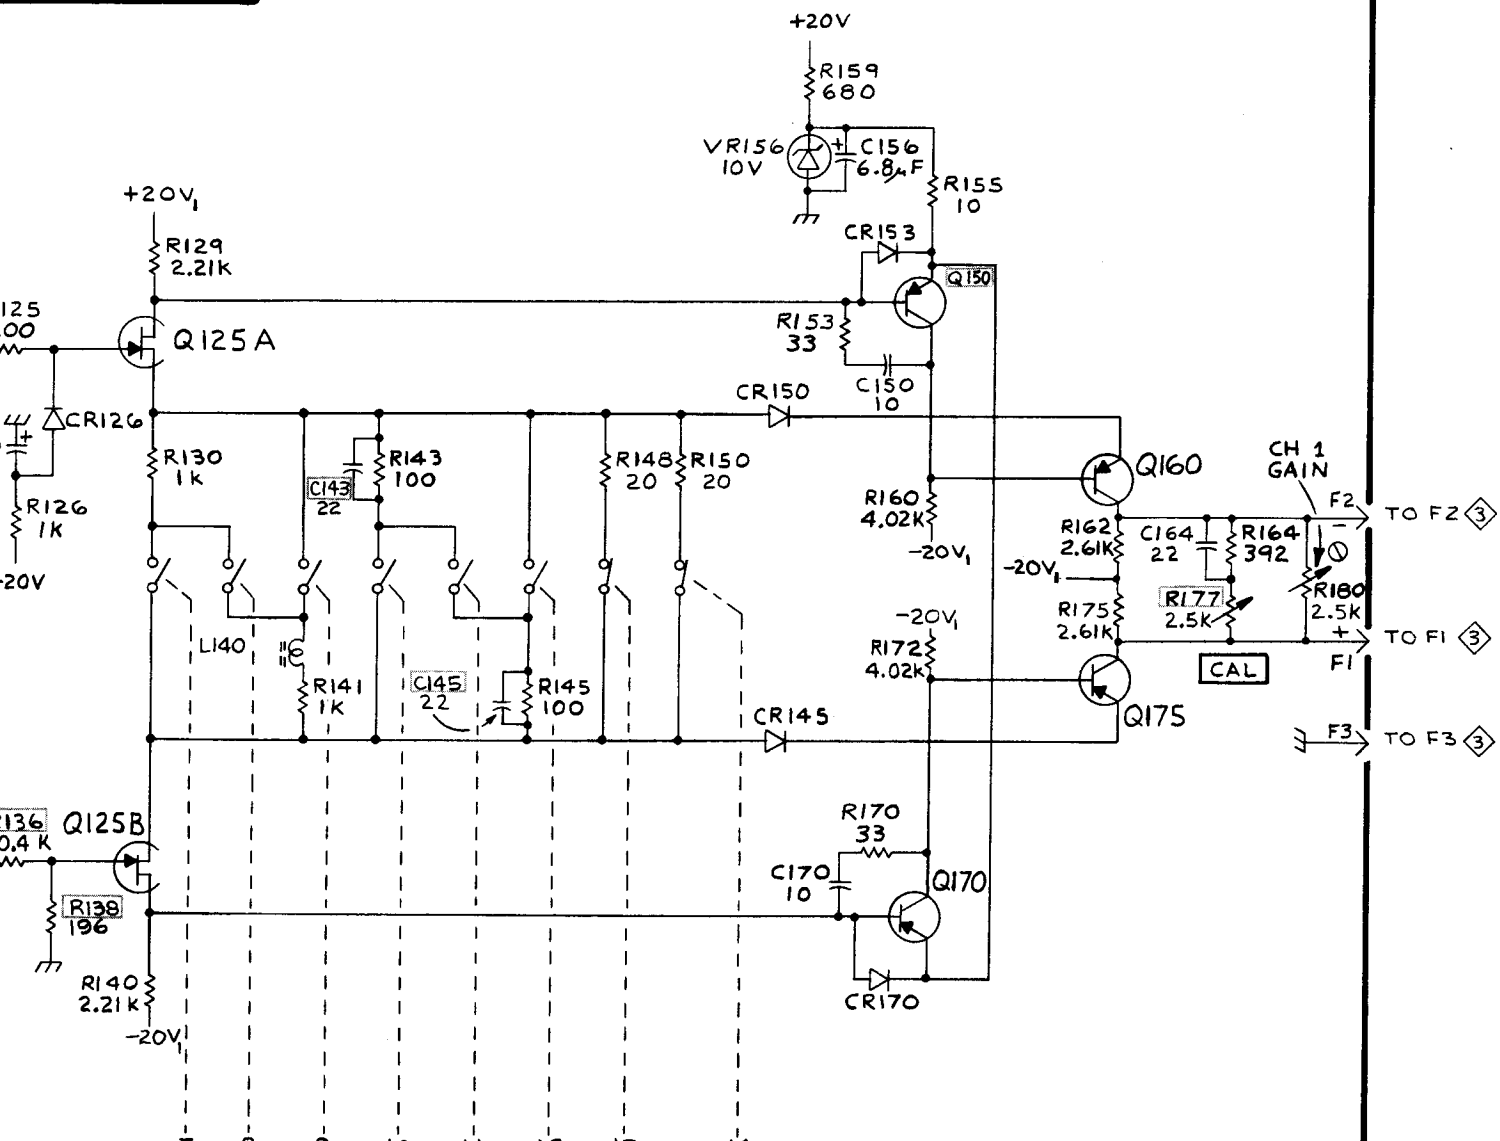 +20V
R159
680
VR156
10V
C156
6.8µF
R155
10
+20V1
R129
2.21K
CR153
Q150
Q125A
R153
33
C150
10
CR150
CR126
R130
1K
R143
100
C143
22
R148
20
R150
20
R126
1K
-20V
Q160
CH 1
GAIN
R160
4.02K
-20V1
R162
2.61K
-20V1
C164
22
R164
392
F2
-
TO F2 3
R177
2.5K
R180
2.5K
R175
2.61K
-20V1
R172
4.02K
+
F1
TO F1 3
CAL
L140
R141
1K
C145
22
R145
100
CR145
Q175
F3
TO F3 3
Q125B
R138
196
R140
2.21K
-20V1
R170
33
C170
10
Q170
CR170